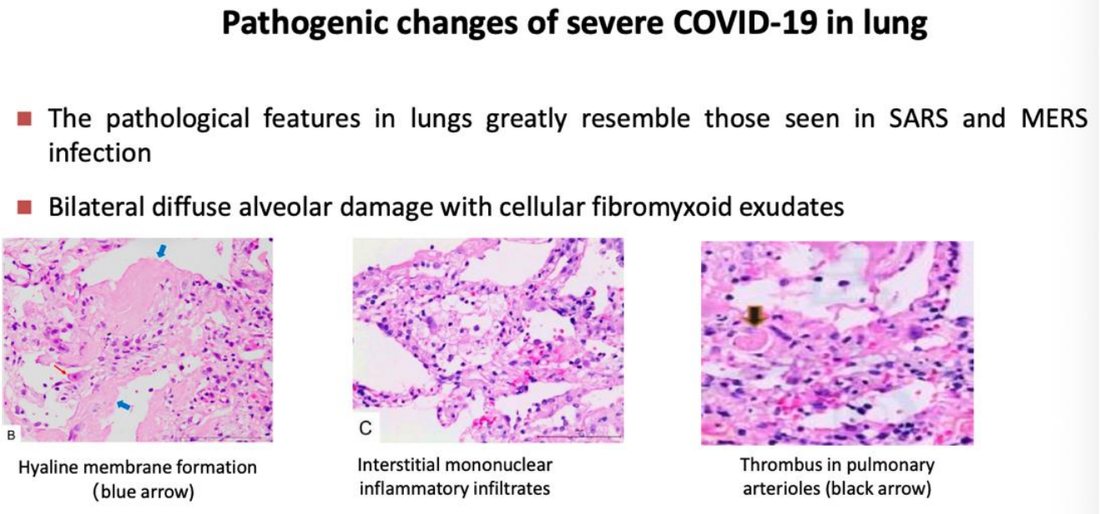 Pathogenic changes of severe COVID-19 in lung
The pathological features in lungs greatly resemble those seen in SARS and MERS
infection
Bilateral diffuse alveolar damage with cellular fibromyxoid exudates
B
C
Hyaline membrane formation
(blue arrow)
Interstitial mononuclear
inflammatory infiltrates
Thrombus in pulmonary
arterioles (black arrow)